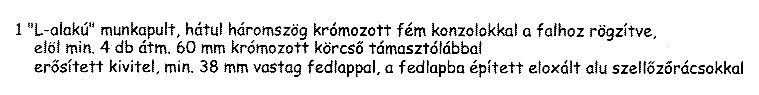 1 "L-alakú" munkapult, hátul háromszög krómozott fém konzolokkal a falhoz rögzítve,
elöl min. 4 db átm. 60 mm krómozott körcső támasztólábbal
erősített kivitel, min. 38 mm vastag fedlappal, a fedlapba épített eloxált alu szellőzőrácsokkal